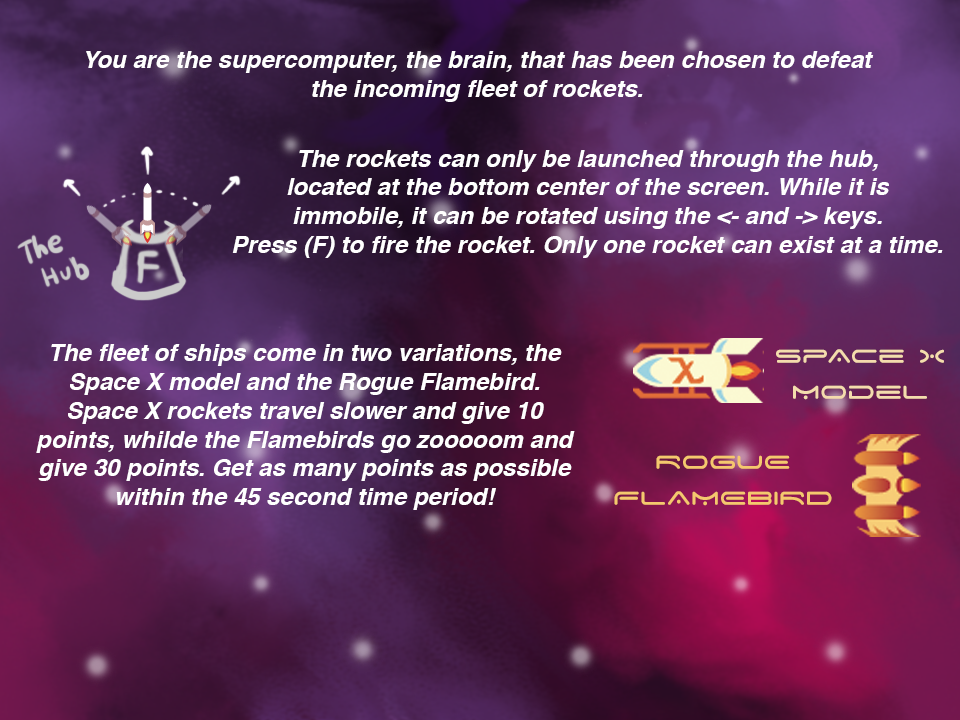 You are the supercomputer, the brain, that has been chosen to defeat
the incoming fleet of rockets.
The rockets can only be launched through the hub,
located at the bottom center of the screen. While it is
immobile, it can be rotated using the <- and -> keys.
Press (F) to fire the rocket. Only one rocket can exist at a time.
The
Hub
F
The fleet of ships come in two variations, the
Space X model and the Rogue Flamebird.
Space X rockets travel slower and give 10
points, whilde the Flamebirds go zooooom and
give 30 points. Get as many points as possible
within the 45 second time period!
X
SPACE X
MODEL
ROGUE
FLAMEBIRD